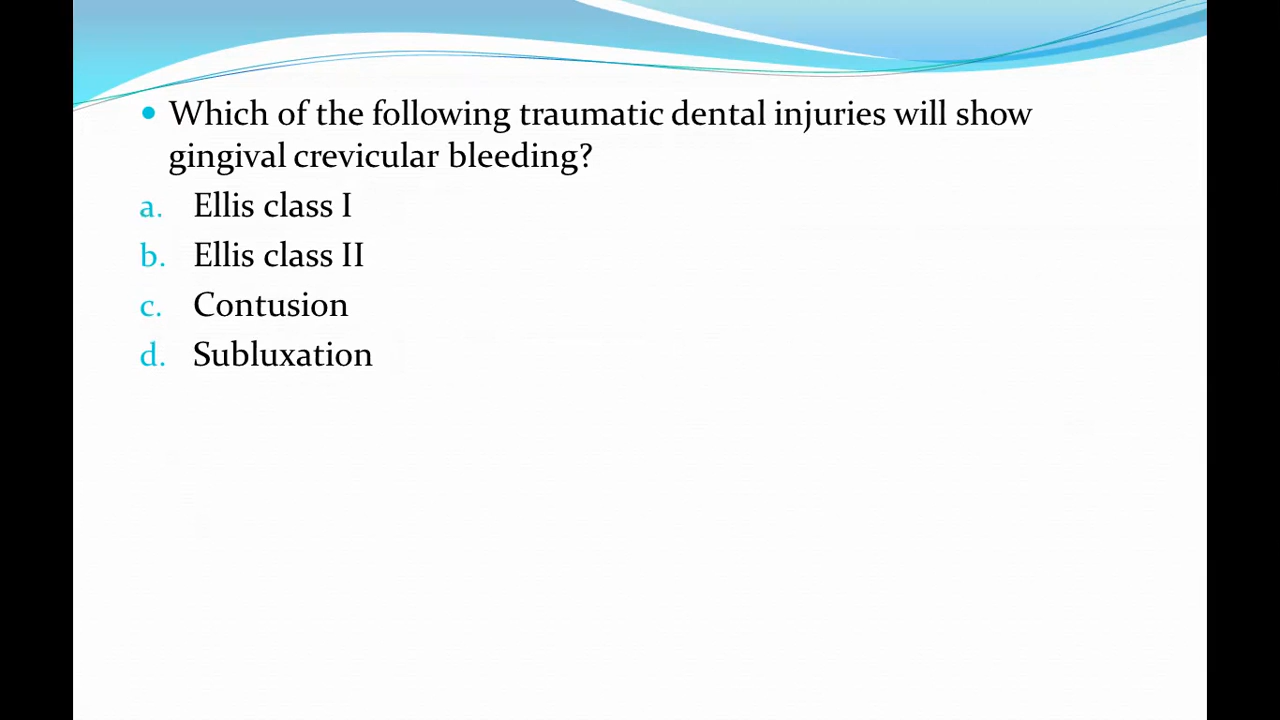 • Which of the following traumatic dental injuries will show
gingival crevicular bleeding?
a. Ellis class I
b. Ellis class II
c. Contusion
d. Subluxation